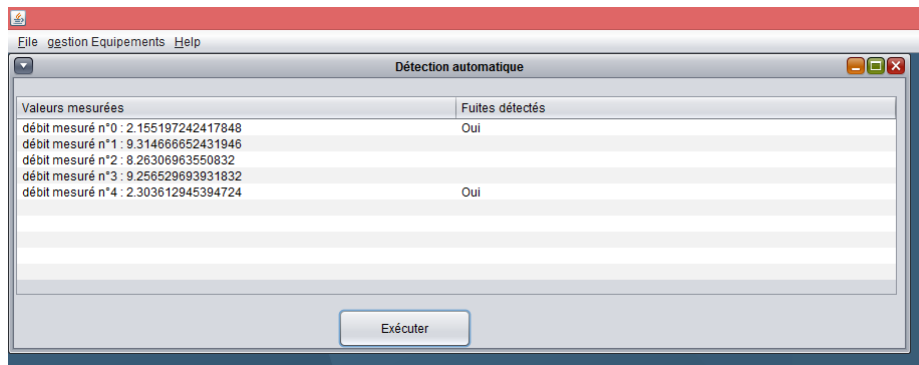 File gestion Equipements Help
Détection automatique
Valeurs mesurées Fuites détectés
débit mesuré n°0 : 2.155197242417848 Oui
débit mesuré n°1 : 9.314666652431946
débit mesuré n°2 : 8.26306963550832
débit mesuré n°3 : 9.256529693931832
débit mesuré n°4 : 2.303612945394724 Oui
Exécuter